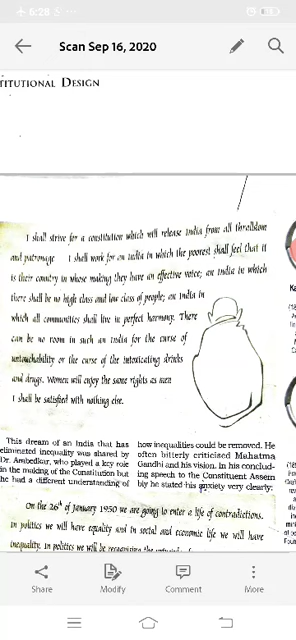 5:28
Scan Sep 16, 2020
TITUTIONAL DESIGN
I shall strive for a constitution which will release India from all thralldom
and patronage I shall work for an India in which the poorest shall feel that it
is their country in whose making they have an effective voice; an India in which
there shall be no high class and low class of people; an India in
which all communities shall live in perfect harmony. There
can be no room in such an India for the curse of
untouchability or the curse of the intoxicating drinks
and drugs. Women will enjoy the same rights as men
I shall be satisfied with nothing else.
This dream of an India that has
eliminated inequality was shared by
Dr. Ambedkar, who played a key role
in the making of the Constitution but
he had a different understanding of
how inequalities could be removed. He
often bitterly criticised Mahatma
Gandhi and his vision. In his conclud-
ing speech to the Constituent Assem
bly he stated his anxiety very clearly:
On the 26th of January 1950 we are going to enter a life of contradictions.
In politics we will have equality and in social and economic life we will have
inequality. In politics we will be recognising the
Ka
(18
Share
Modify
Comment
More